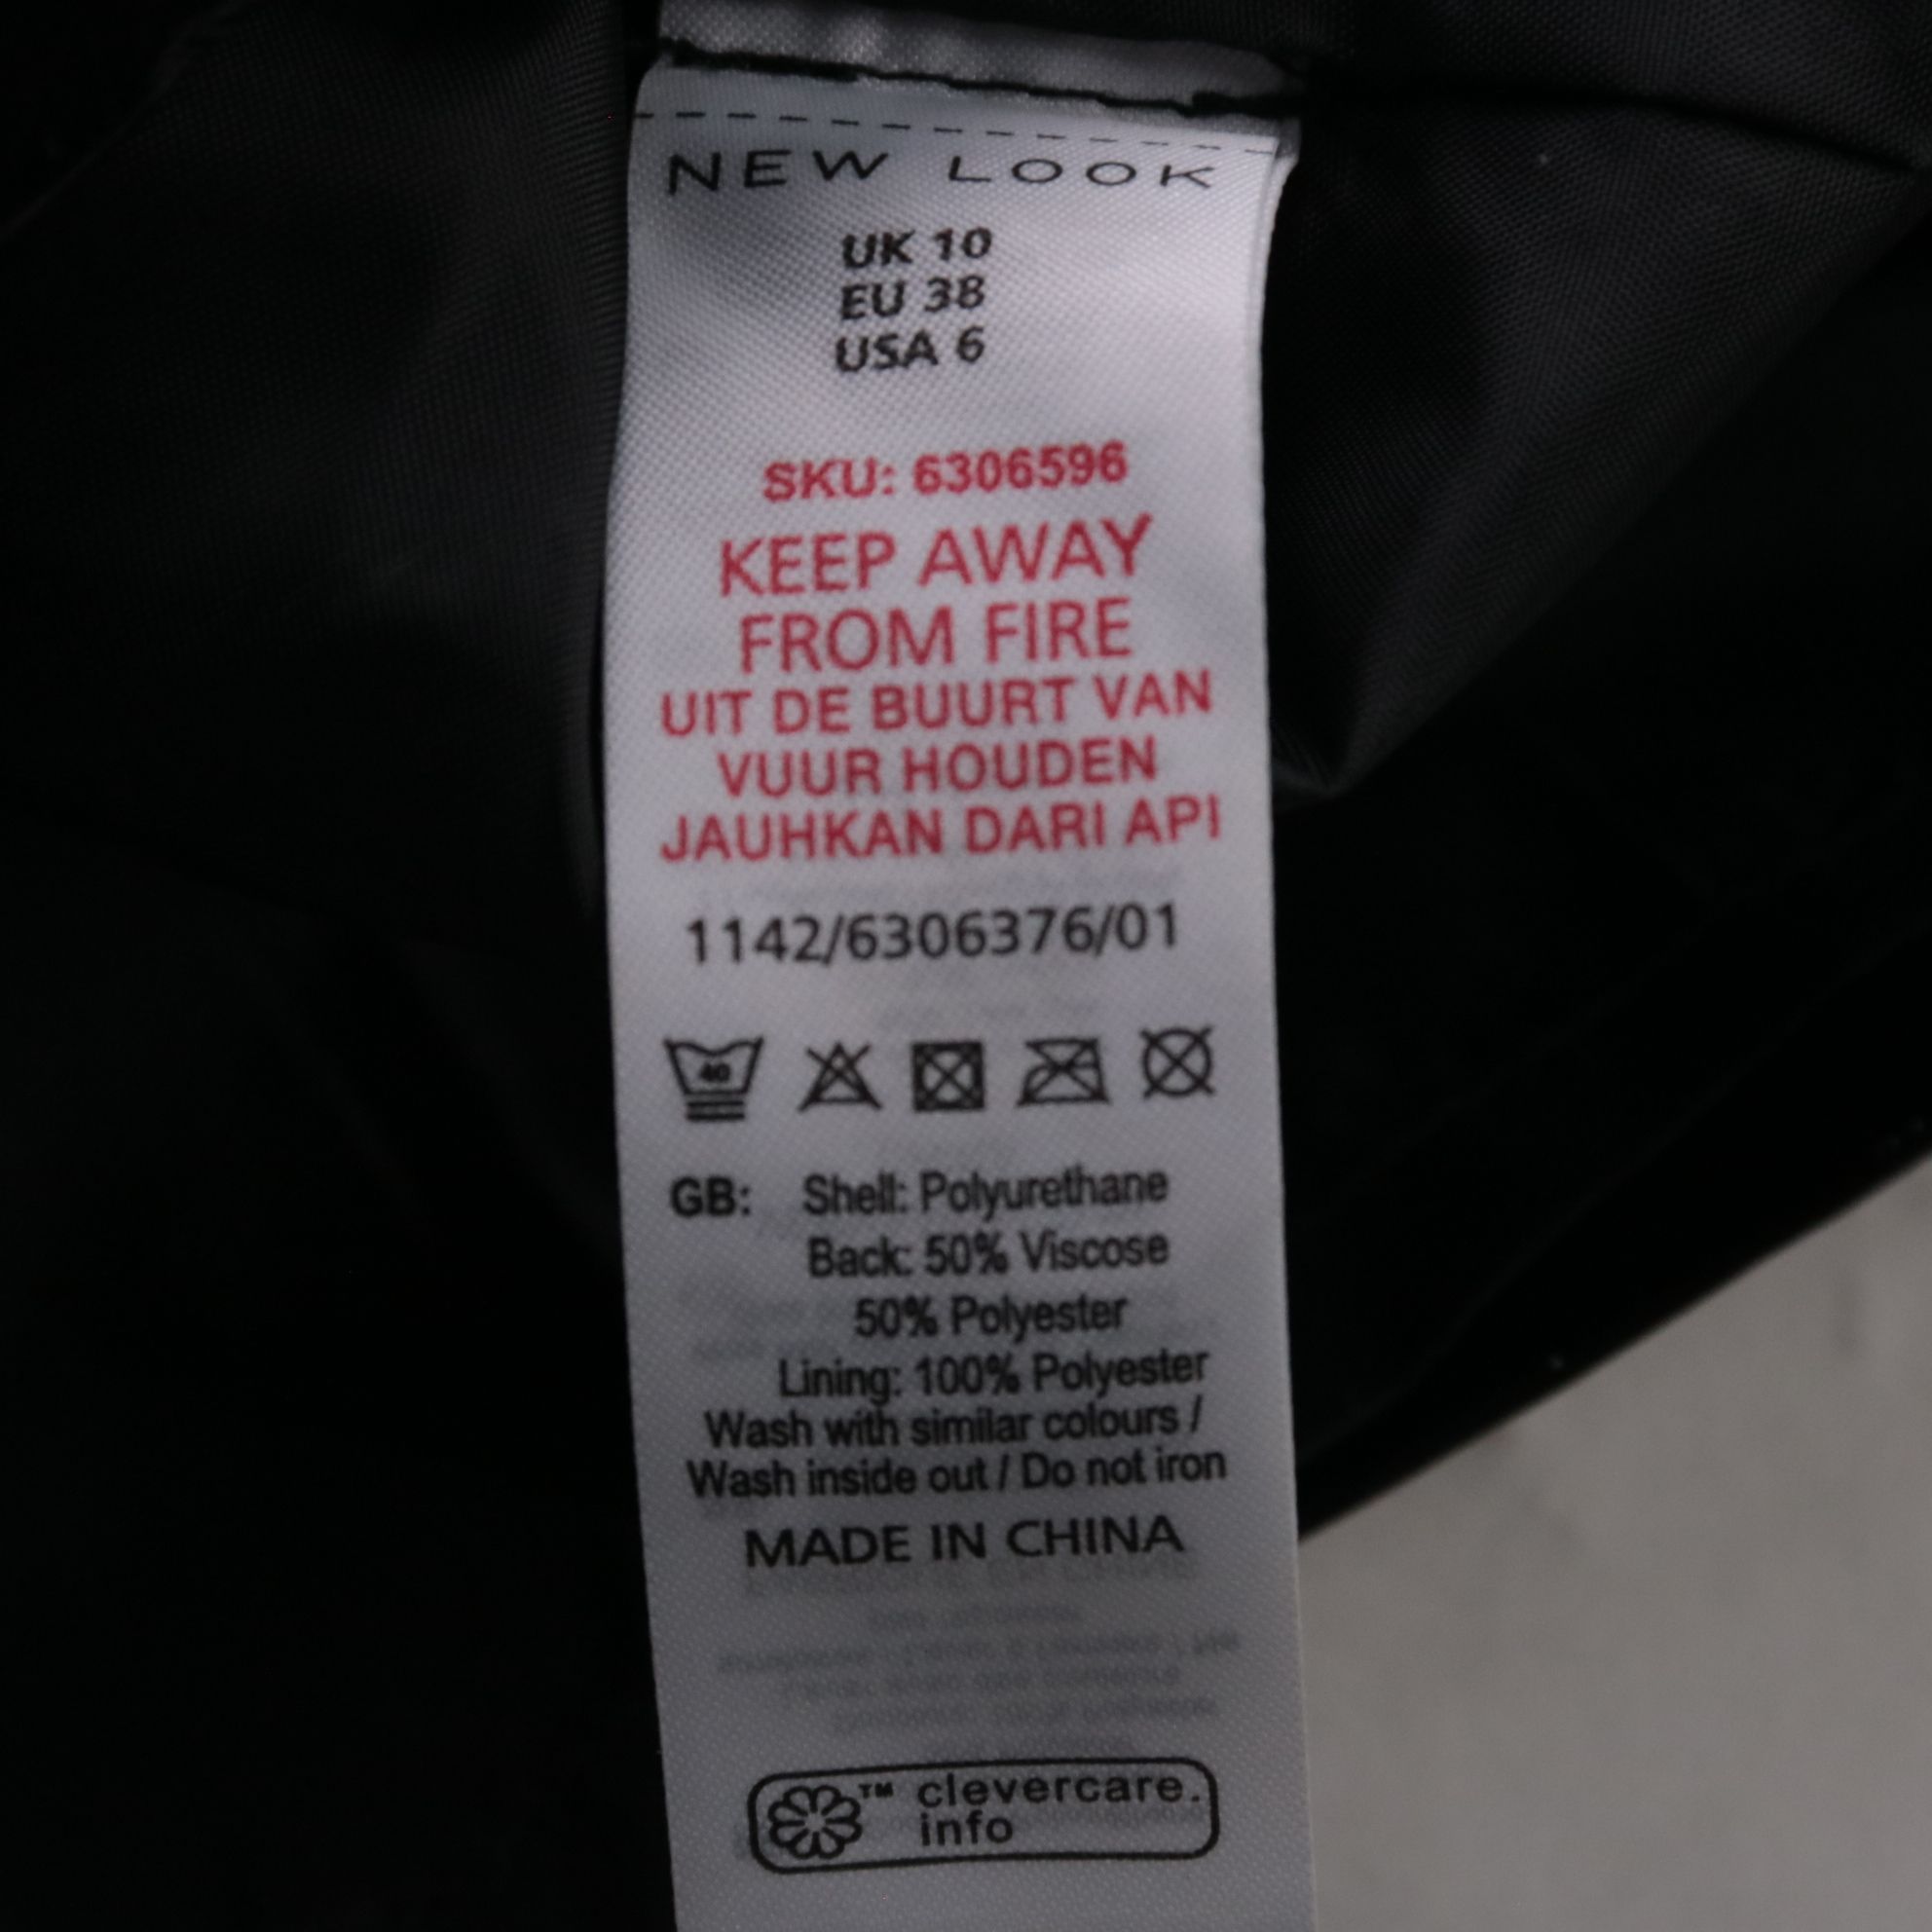 NEW LOOK
UK 10
EU 38
USA 6
SKU: 6306596
KEEP AWAY
FROM FIRE
UIT DE BUURT VAN
VUUR HOUDEN
JAUHKAN DARI API
1142/6306376/01
40
GB: Shell: Polyurethane
Back: 50% Viscose
50% Polyester
Lining: 100% Polyester
Wash with similar colours /
Wash inside out / Do not iron
MADE IN CHINA
™ clevercare.
info